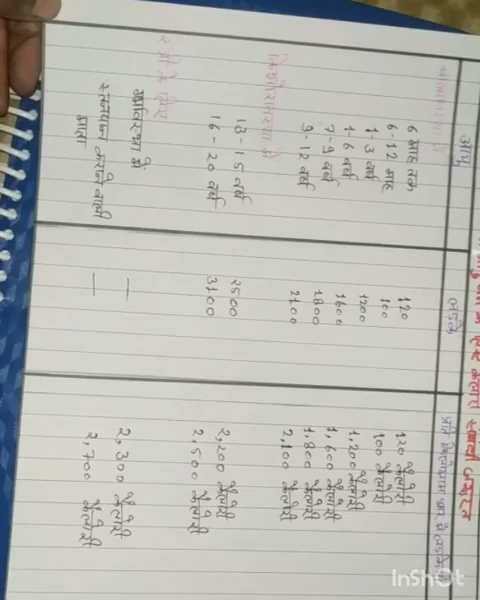 आयु लड़के प्रति किलोग्राम भार से लड़कियाँ
6 माह तक 120 120 कैलोरी
6-12 माह 100 100 कैलोरी
1-3 वर्ष 1200 1,200 कैलोरी
1-6 वर्ष 1600 1,600 कैलोरी
7-9 वर्ष 1800 1,800 कैलोरी
9-12 वर्ष 2100 2,100 कैलोरी
किशोरावस्था में
13-15 वर्ष 2500 2,200 कैलोरी
16-20 वर्ष 3100 2,500 कैलोरी
स्त्री के लिए
गर्भावस्था में — 2,300 कैलोरी
स्तनपान कराने वाली माता — 2,700 कैलोरी
InShOt